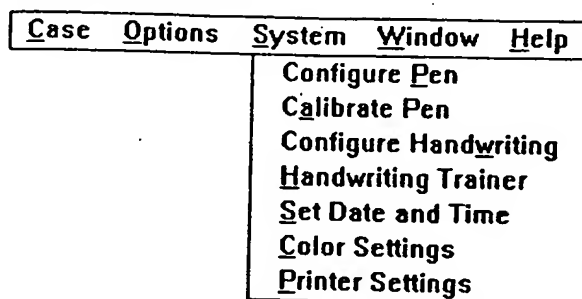 Case Options System Window Help
Configure Pen
Calibrate Pen
Configure Handwriting
Handwriting Trainer
Set Date and Time
Color Settings
Printer Settings